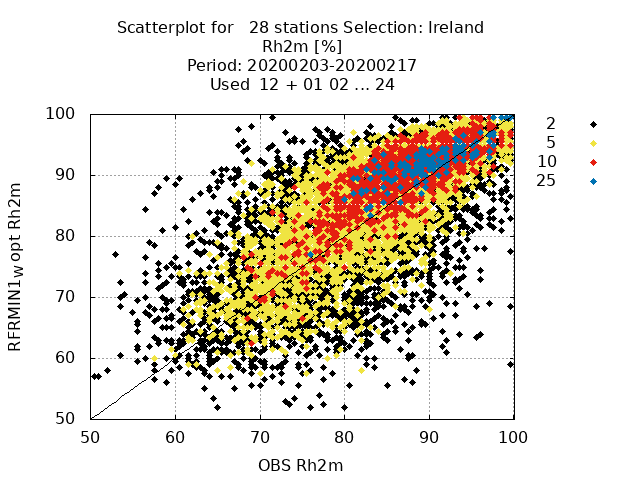 Scatterplot for   28 stations Selection: Ireland
Rh2m [%]
Period: 20200203-20200217
Used  12 + 01 02 ... 24
RFRMIN1_W opt Rh2m
100
90
80
70
60
50
50 60 70 80 90 100
OBS Rh2m
2
5
10
25